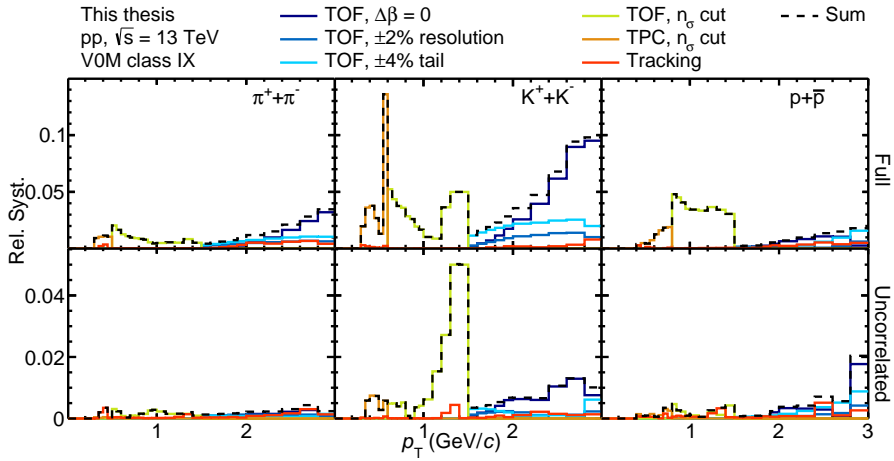 This thesis
pp, √s = 13 TeV
V0M class IX
TOF, Δβ = 0
TOF, ±2% resolution
TOF, ±4% tail
TOF, nσ cut
TPC, nσ cut
Tracking
Sum
π⁺+π⁻
K⁺+K⁻
p+p̅
0.1
0.05
Rel. Syst.
Full
0.04
0.02
0
Uncorrelated
1 2 1 2 1 2 3
pT (GeV/c)